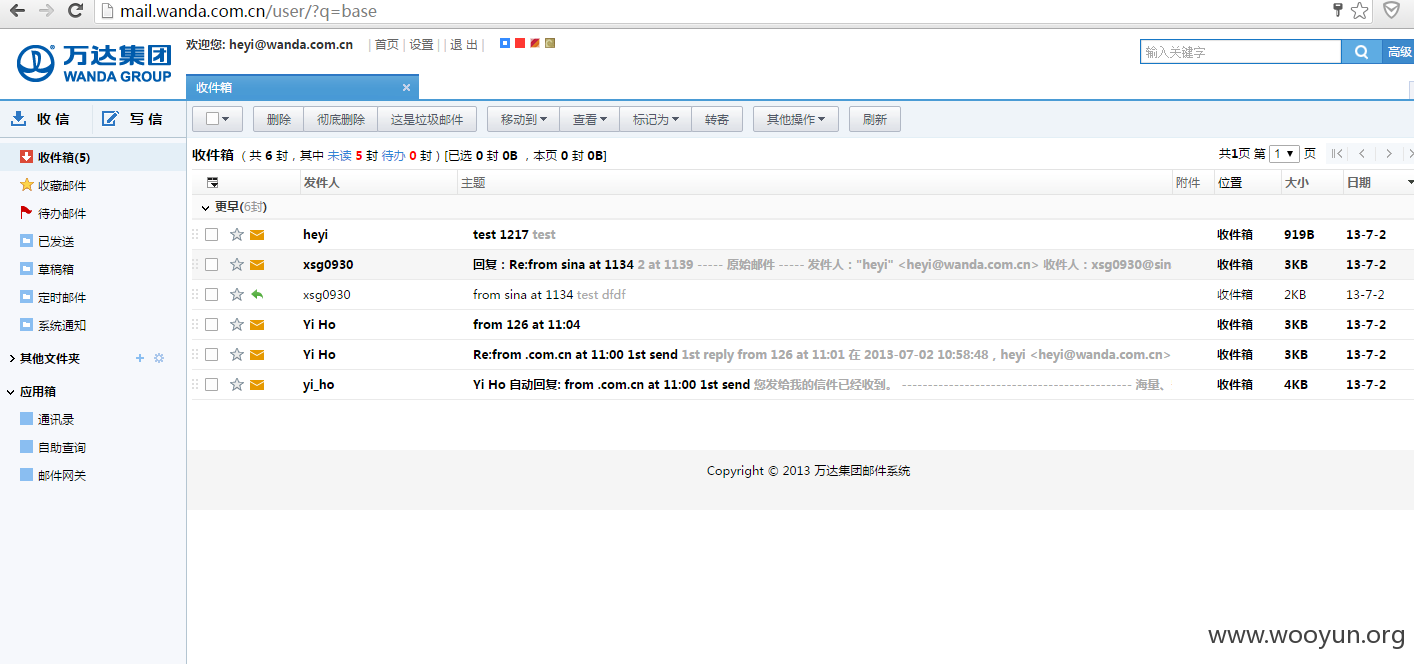 mail.wanda.com.cn/user/?q=base
万达集团
WANDA GROUP
欢迎您: heyi@wanda.com.cn | 首页 | 设置 | | 退 出 |
输入关键字
高级
收件箱 ×
收 信
写 信
删除 彻底删除 这是垃圾邮件 移动到 查看 标记为 转寄 其他操作 刷新
收件箱(5)
收藏邮件
待办邮件
已发送
草稿箱
定时邮件
系统通知
其他文件夹
应用箱
通讯录
自助查询
邮件网关
收件箱 （ 共 6 封，其中 未读 5 封 待办 0 封 ）[已选 0 封 0B ，本页 0 封 0B]
共1页 第 1 页
发件人 主题 附件 位置 大小 日期
更早(6封)
heyi test 1217 test 收件箱 919B 13-7-2
xsg0930 回复：Re:from sina at 1134 2 at 1139 ----- 原始邮件 ----- 发件人："heyi" <heyi@wanda.com.cn> 收件人：xsg0930@sin 收件箱 3KB 13-7-2
xsg0930 from sina at 1134 test dfdf 收件箱 2KB 13-7-2
Yi Ho from 126 at 11:04 收件箱 3KB 13-7-2
Yi Ho Re:from .com.cn at 11:00 1st send 1st reply from 126 at 11:01 在 2013-07-02 10:58:48，heyi <heyi@wanda.com.cn> 收件箱 3KB 13-7-2
yi_ho Yi Ho 自动回复: from .com.cn at 11:00 1st send 您发给我的信件已经收到。 ----------------------------------------- 海量、 收件箱 4KB 13-7-2
Copyright © 2013 万达集团邮件系统
www.wooyun.org